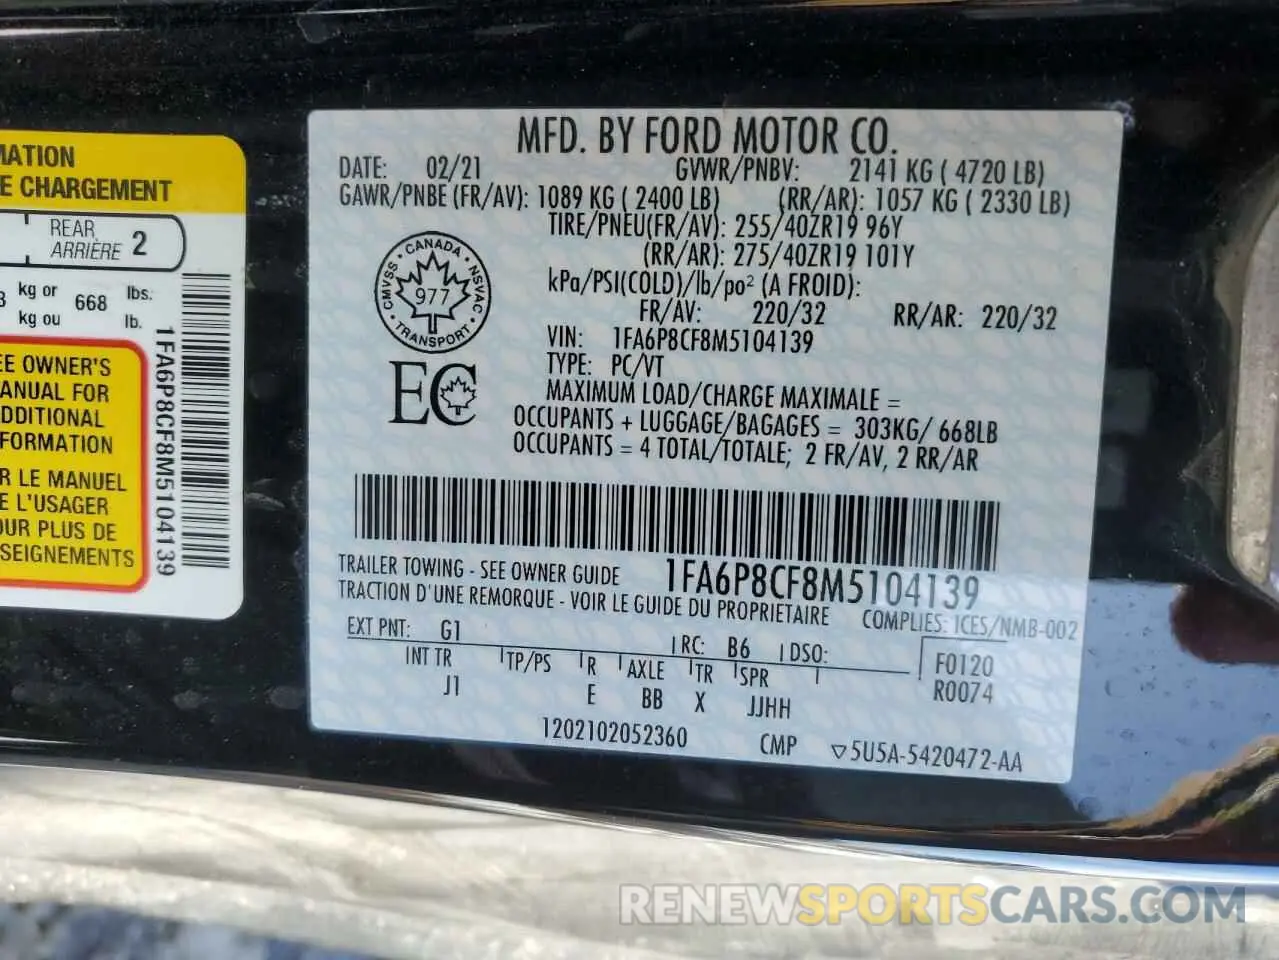 MATION
E CHARGEMENT
REAR
ARRIÈRE 2
kg or 668 lbs.
kg ou lb.
EE OWNER'S
MANUAL FOR
ADDITIONAL
FORMATION
R LE MANUEL
E L'USAGER
OUR PLUS DE
SEIGNEMENTS
1FA6P8CF8M5104139
MFD. BY FORD MOTOR CO.
DATE: 02/21 GVWR/PNBV: 2141 KG ( 4720 LB)
GAWR/PNBE (FR/AV): 1089 KG ( 2400 LB) (RR/AR): 1057 KG ( 2330 LB)
TIRE/PNEU(FR/AV): 255/40ZR19 96Y
(RR/AR): 275/40ZR19 101Y
kPa/PSI(COLD)/lb/po² (A FROID):
FR/AV: 220/32 RR/AR: 220/32
VIN: 1FA6P8CF8M5104139
TYPE: PC/VT
MAXIMUM LOAD/CHARGE MAXIMALE =
OCCUPANTS + LUGGAGE/BAGAGES = 303KG/ 668LB
OCCUPANTS = 4 TOTAL/TOTALE; 2 FR/AV, 2 RR/AR
CANADA
CMVSS NSVAC
977
TRANSPORT
EC
TRAILER TOWING - SEE OWNER GUIDE 1FA6P8CF8M5104139
TRACTION D'UNE REMORQUE - VOIR LE GUIDE DU PROPRIETAIRE COMPLIES: ICES/NMB-002
EXT PNT: G1 RC: B6 DSO: F0120
INT TR TP/PS R AXLE TR SPR R0074
J1 E BB X JJHH
1202102052360 CMP ▽5U5A-5420472-AA
RENEWSPORTSCARS.COM